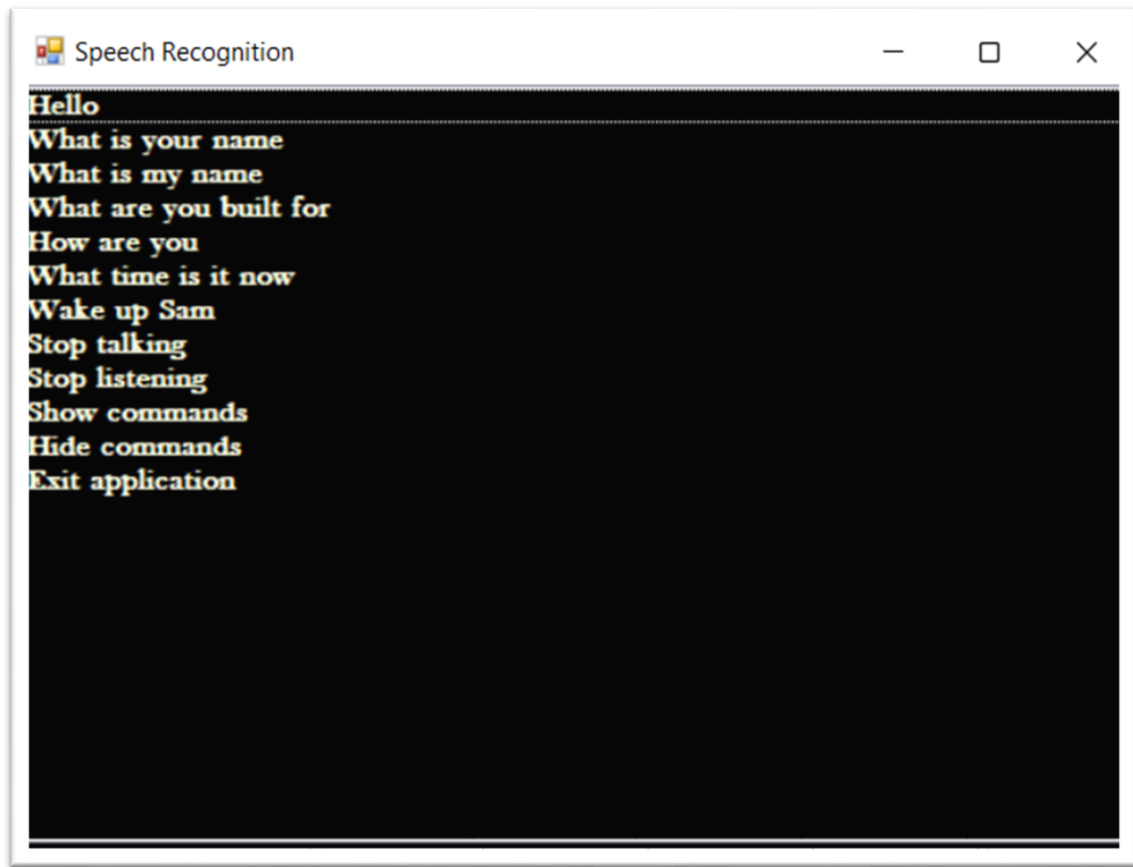 Speech Recognition
Hello
What is your name
What is my name
What are you built for
How are you
What time is it now
Wake up Sam
Stop talking
Stop listening
Show commands
Hide commands
Exit application